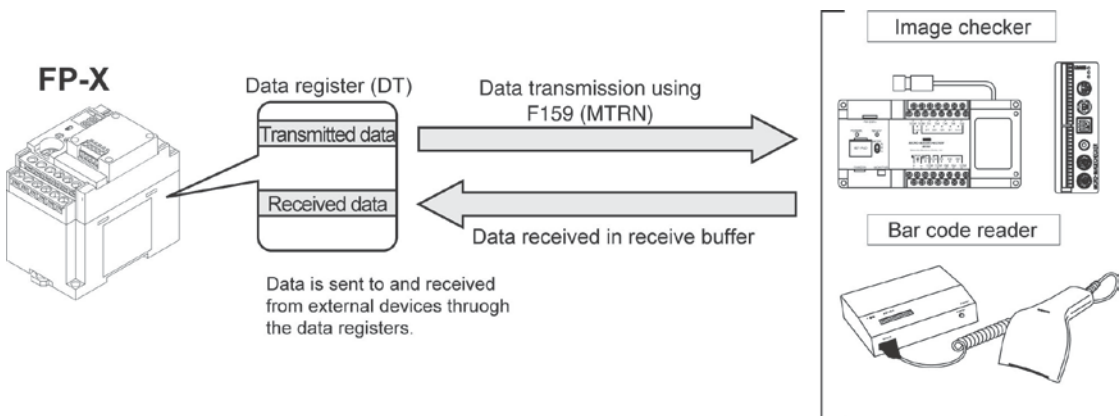 FP-X
Data register (DT)
Transmitted data
Received data
Data is sent to and received
from external devices thruogh
the data registers.
Data transmission using
F159 (MTRN)
Data received in receive buffer
Image checker
Bar code reader